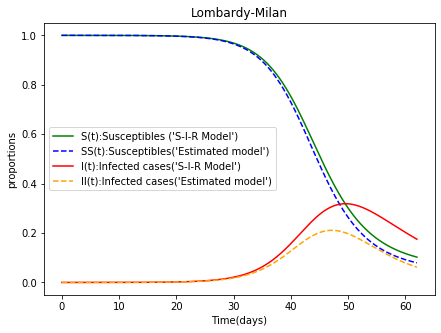 Lombardy-Milan
1.0
0.8
0.6
0.4
0.2
0.0
proportions
S(t):Susceptibles ('S-I-R Model')
SS(t):Susceptibles('Estimated model')
I(t):Infected cases('S-I-R Model')
II(t):Infected cases('Estimated model')
0 10 20 30 40 50 60
Time(days)